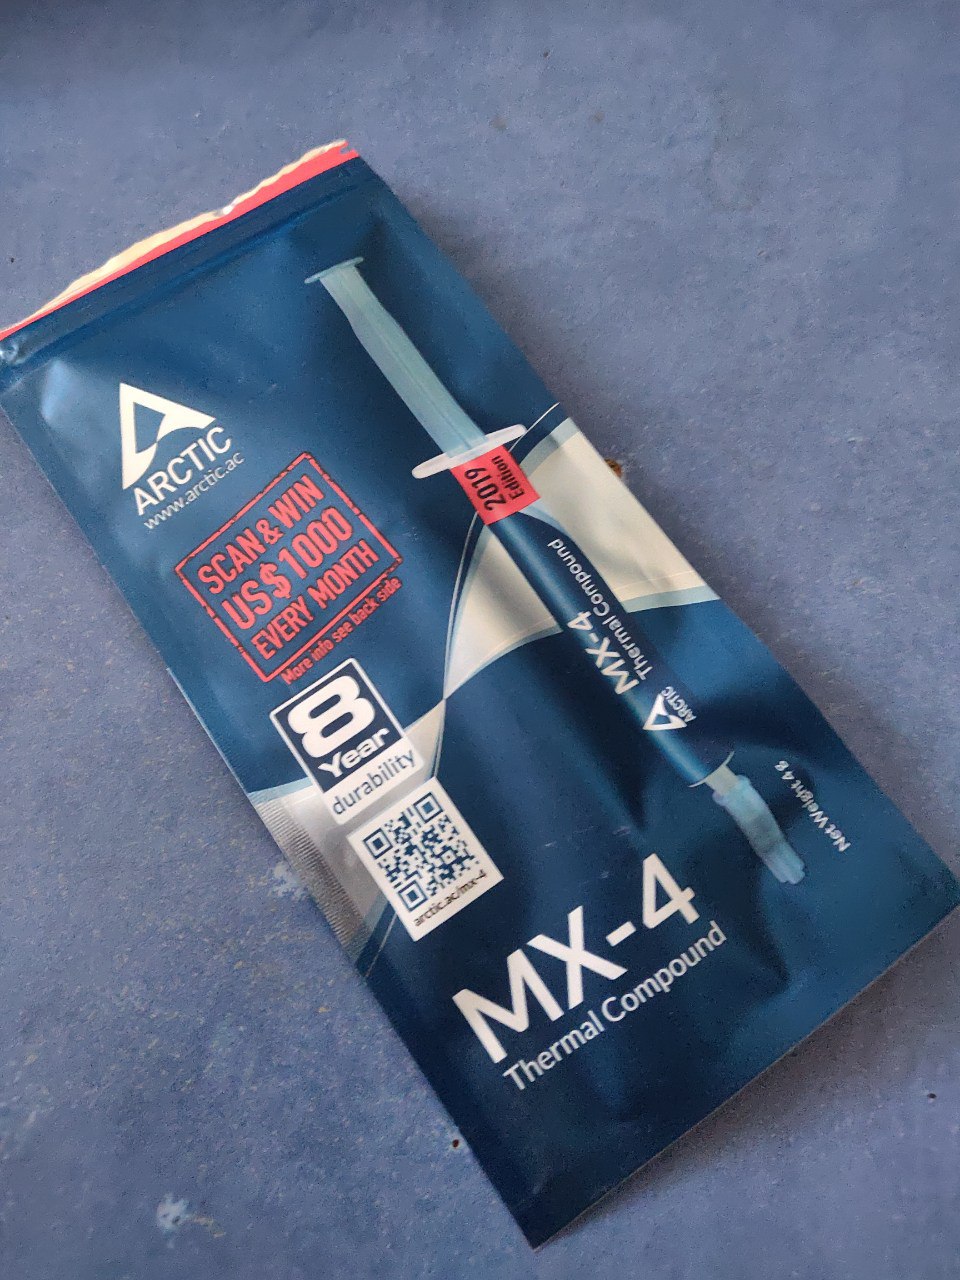 ARCTIC
www.arctic.ac
SCAN & WIN
US$1000
EVERY MONTH
More info see back side
8
Year
durability
arctic.ac/mx-4
2019
Edition
MX-4
Thermal Compound
ARCTIC
Net Weight 4 g
MX-4
Thermal Compound